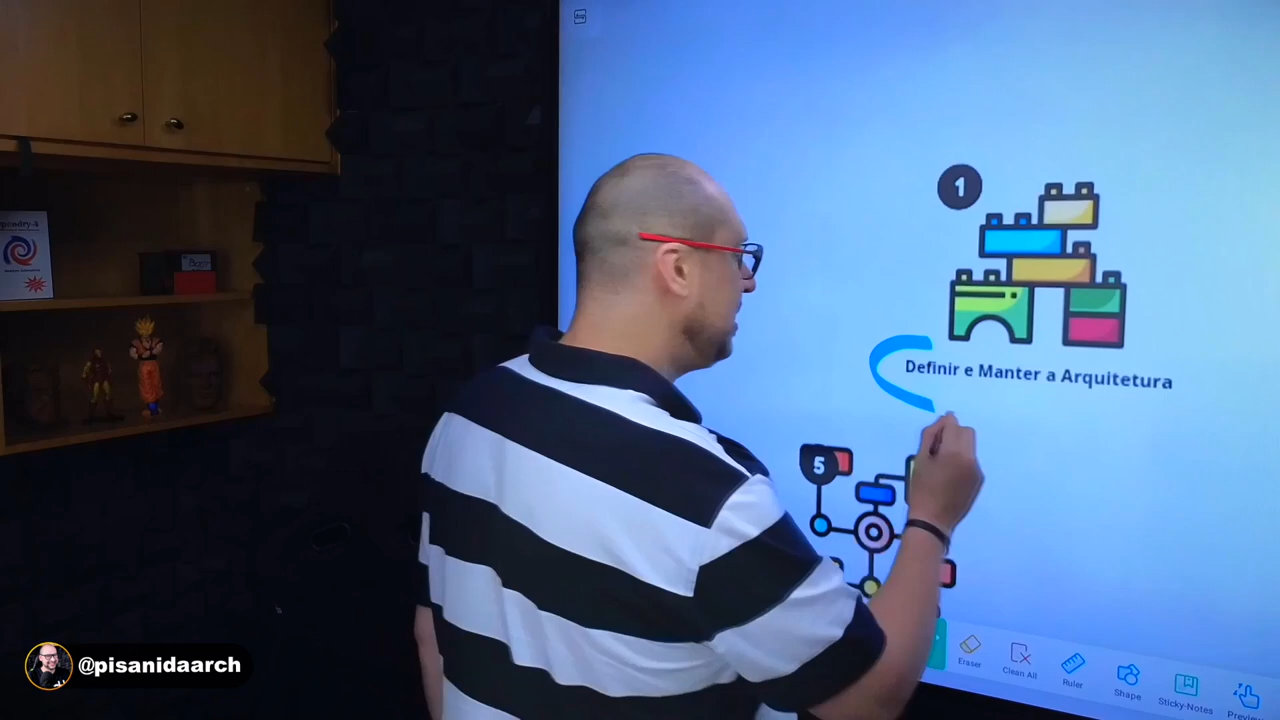 1
Definir e Manter a Arquitetura
5
Eraser
Clean All
Ruler
Shape
Sticky-Notes
@pisanidaarch